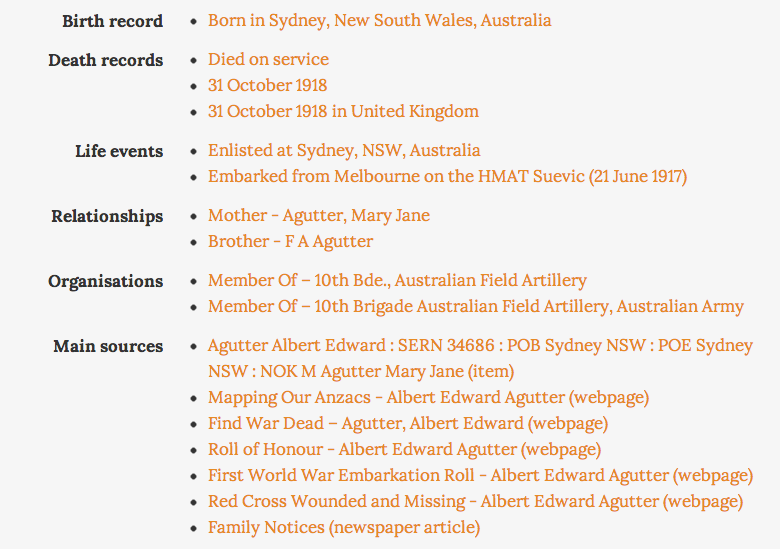 Birth record • Born in Sydney, New South Wales, Australia
Death records • Died on service
• 31 October 1918
• 31 October 1918 in United Kingdom
Life events • Enlisted at Sydney, NSW, Australia
• Embarked from Melbourne on the HMAT Suevic (21 June 1917)
Relationships • Mother - Agutter, Mary Jane
• Brother - F A Agutter
Organisations • Member Of – 10th Bde., Australian Field Artillery
• Member Of – 10th Brigade Australian Field Artillery, Australian Army
Main sources • Agutter Albert Edward : SERN 34686 : POB Sydney NSW : POE Sydney
NSW : NOK M Agutter Mary Jane (item)
• Mapping Our Anzacs - Albert Edward Agutter (webpage)
• Find War Dead – Agutter, Albert Edward (webpage)
• Roll of Honour - Albert Edward Agutter (webpage)
• First World War Embarkation Roll - Albert Edward Agutter (webpage)
• Red Cross Wounded and Missing - Albert Edward Agutter (webpage)
• Family Notices (newspaper article)